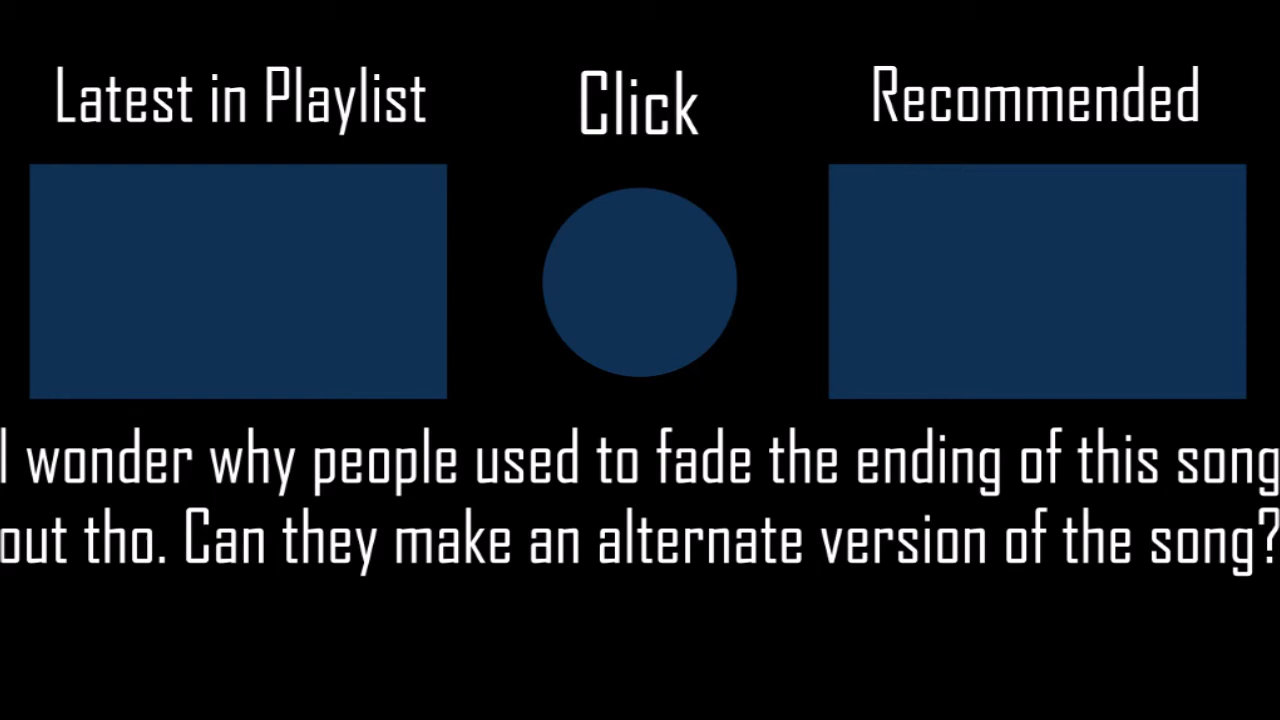 Latest in Playlist
Click
Recommended
I wonder why people used to fade the ending of this song
out tho. Can they make an alternate version of the song?